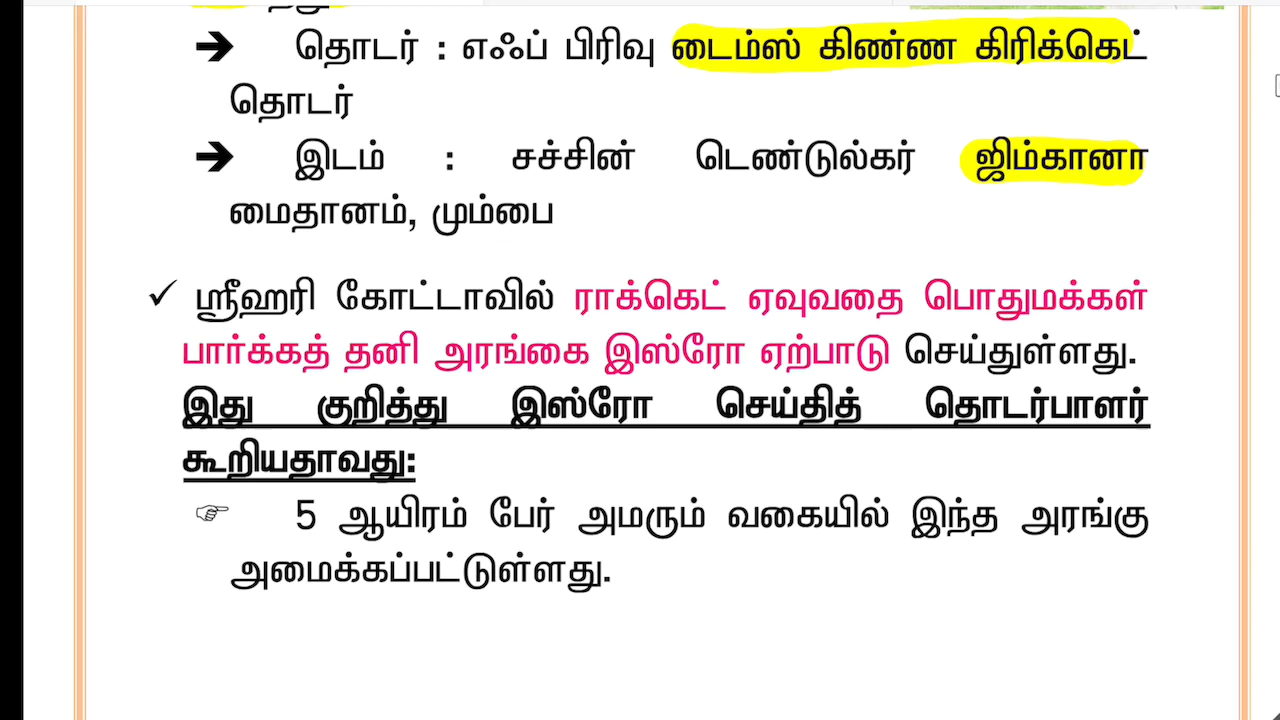 ➔ தொடர் : எஃப் பிரிவு டைம்ஸ் கிண்ண கிரிக்கெட்
தொடர்
➔ இடம் : சச்சின் டெண்டுல்கர் ஜிம்கானா
மைதானம், மும்பை
✓ ஸ்ரீஹரி கோட்டாவில் ராக்கெட் ஏவுவதை பொதுமக்கள்
பார்க்கத் தனி அரங்கை இஸ்ரோ ஏற்பாடு செய்துள்ளது.
இது குறித்து இஸ்ரோ செய்தித் தொடர்பாளர்
கூறியதாவது:
☞ 5 ஆயிரம் பேர் அமரும் வகையில் இந்த அரங்கு
அமைக்கப்பட்டுள்ளது.